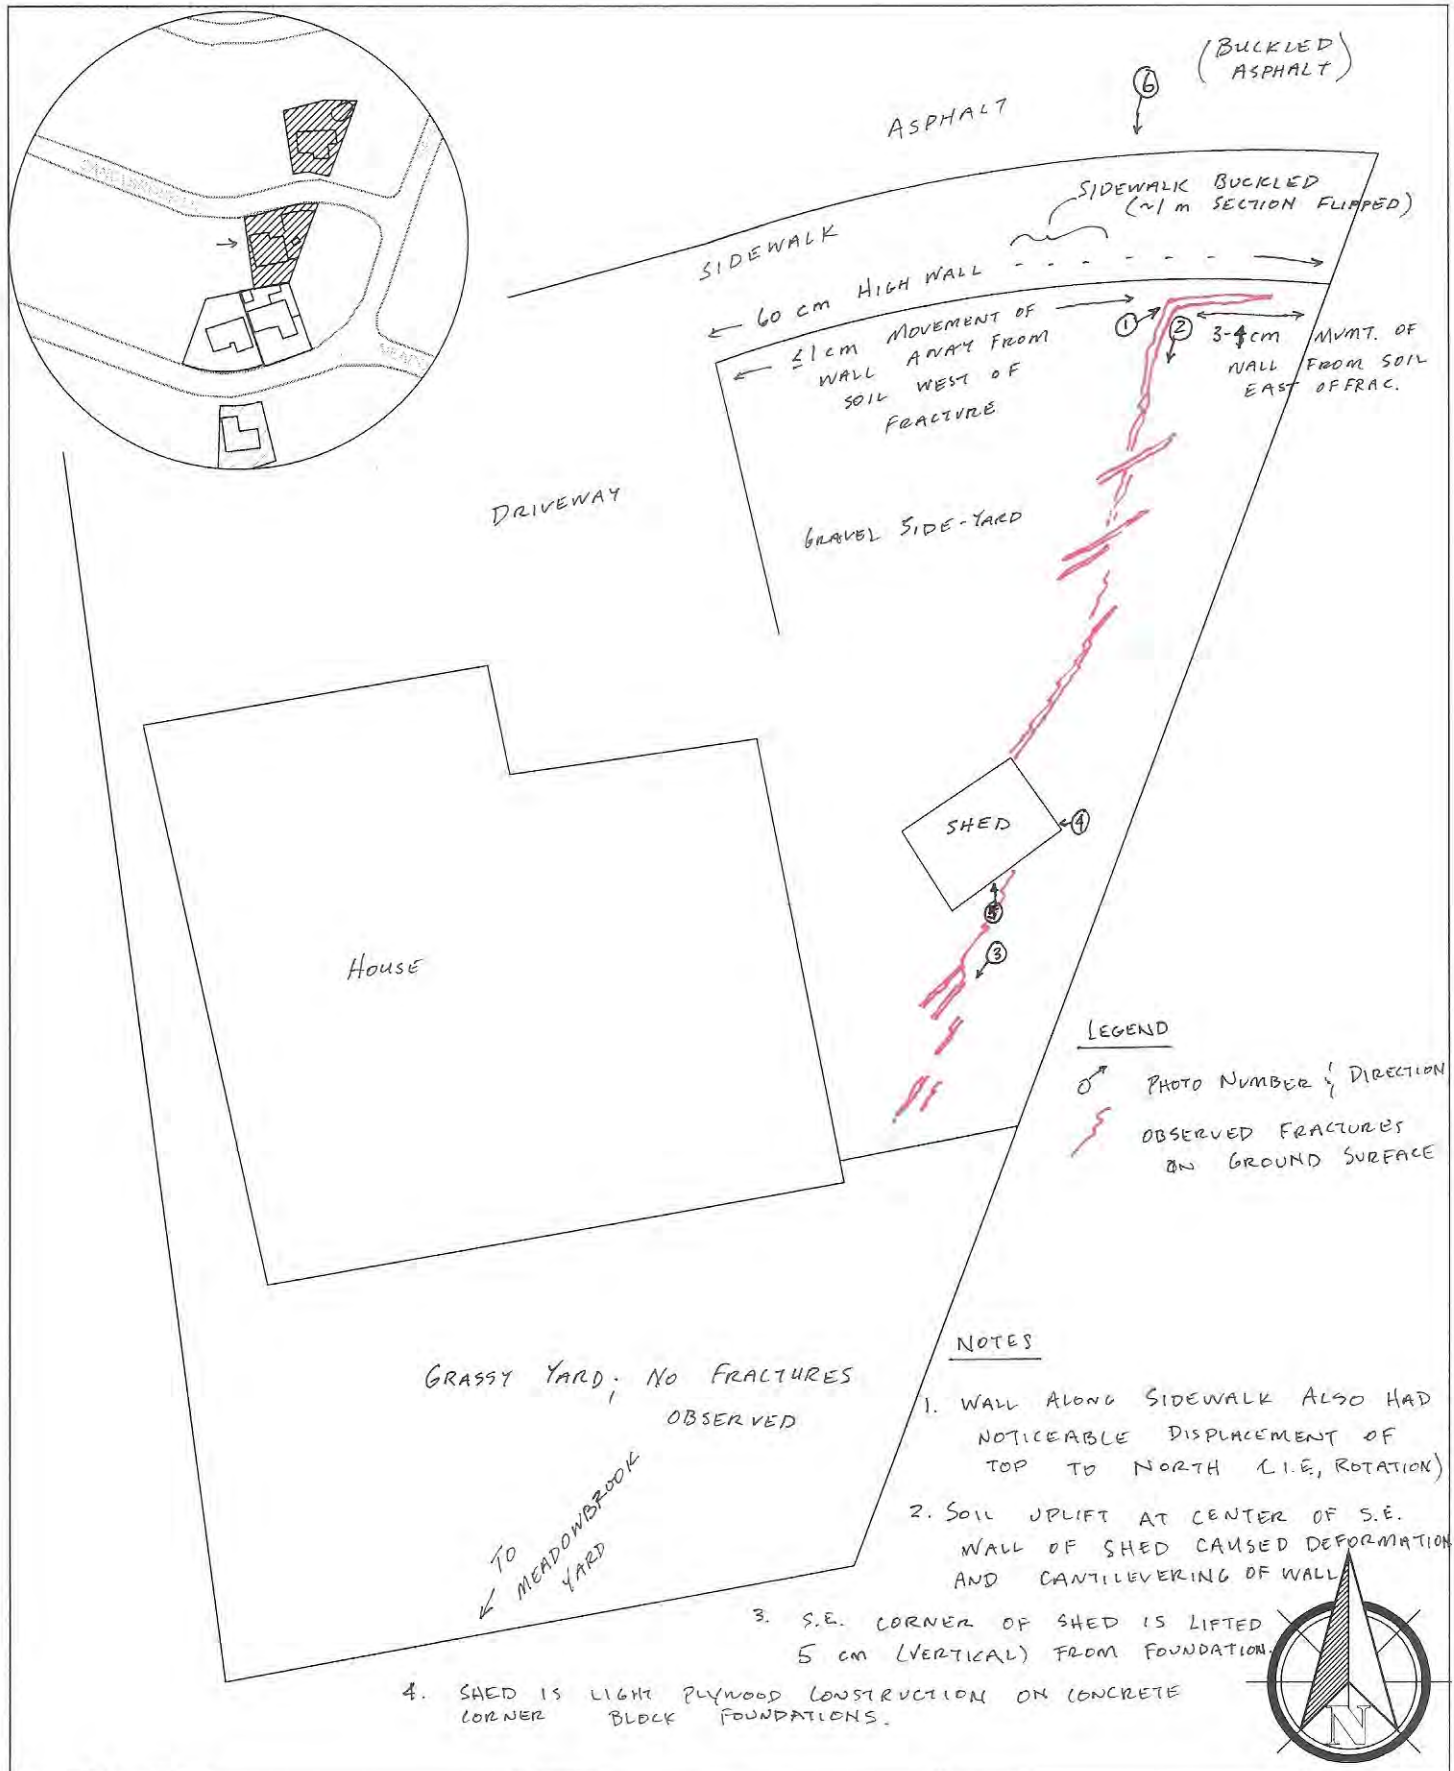 (BUCKLED
ASPHALT)
6
ASPHALT
SIDEWALK BUCKLED
(~1 m SECTION FLIPPED)
SIDEWALK
60 cm HIGH WALL
≤1 cm MOVEMENT OF
WALL AWAY FROM
SOIL WEST OF
FRACTURE
1
2
3-4 cm MVMT. OF
WALL FROM SOIL
EAST OF FRAC.
DRIVEWAY
GRAVEL SIDE-YARD
SHED
4
5
3
HOUSE
LEGEND
PHOTO NUMBER & DIRECTION
OBSERVED FRACTURES
ON GROUND SURFACE
GRASSY YARD; NO FRACTURES
OBSERVED
TO
MEADOWBROOK
YARD
NOTES
1. WALL ALONG SIDEWALK ALSO HAD
NOTICEABLE DISPLACEMENT OF
TOP TO NORTH (I.E, ROTATION)
2. SOIL UPLIFT AT CENTER OF S.E.
WALL OF SHED CAUSED DEFORMATION
AND CANTILEVERING OF WALL
3. S.E. CORNER OF SHED IS LIFTED
5 cm (VERTICAL) FROM FOUNDATION.
4. SHED IS LIGHT PLYWOOD CONSTRUCTION ON CONCRETE
CORNER BLOCK FOUNDATIONS.
N